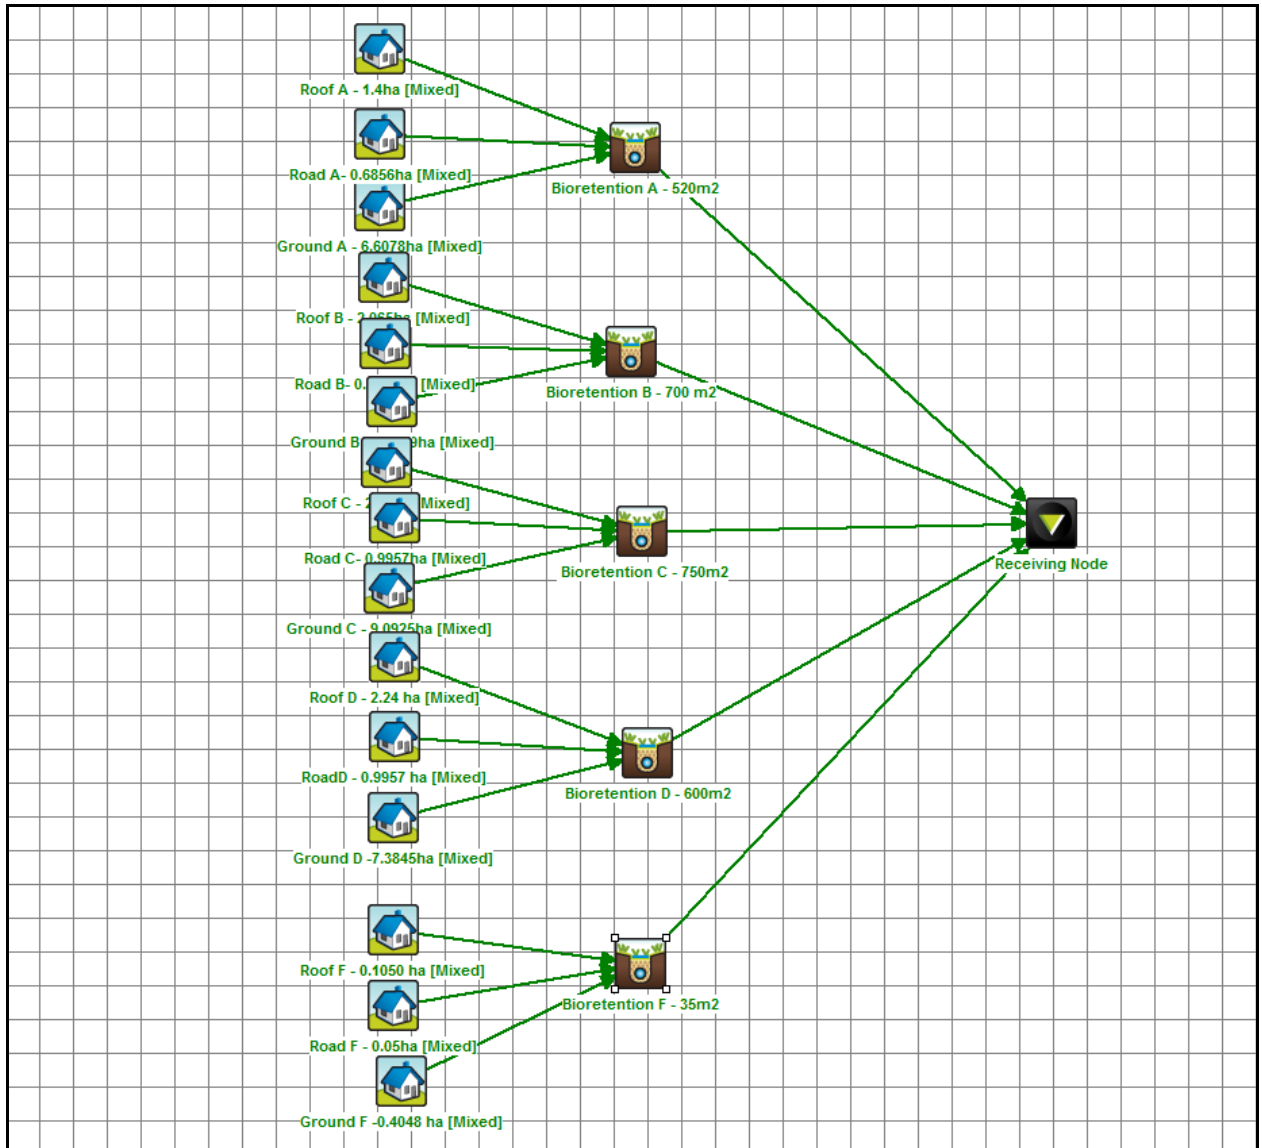 Roof A - 1.4ha [Mixed]
Road A- 0.6856ha [Mixed]
Bioretention A - 520m2
Ground A - 6.6078ha [Mixed]
Roof B - [Mixed]
Road B- [Mixed]
Bioretention B - 700 m2
Ground B [Mixed]
Roof C - [Mixed]
Road C- 0.9957ha [Mixed]
Receiving Node
Bioretention C - 750m2
Ground C - 9.0925ha [Mixed]
Roof D - 2.24 ha [Mixed]
RoadD - 0.9957 ha [Mixed]
Bioretention D - 600m2
Ground D -7.3845ha [Mixed]
Roof F - 0.1050 ha [Mixed]
Bioretention F - 35m2
Road F - 0.05ha [Mixed]
Ground F -0.4048 ha [Mixed]